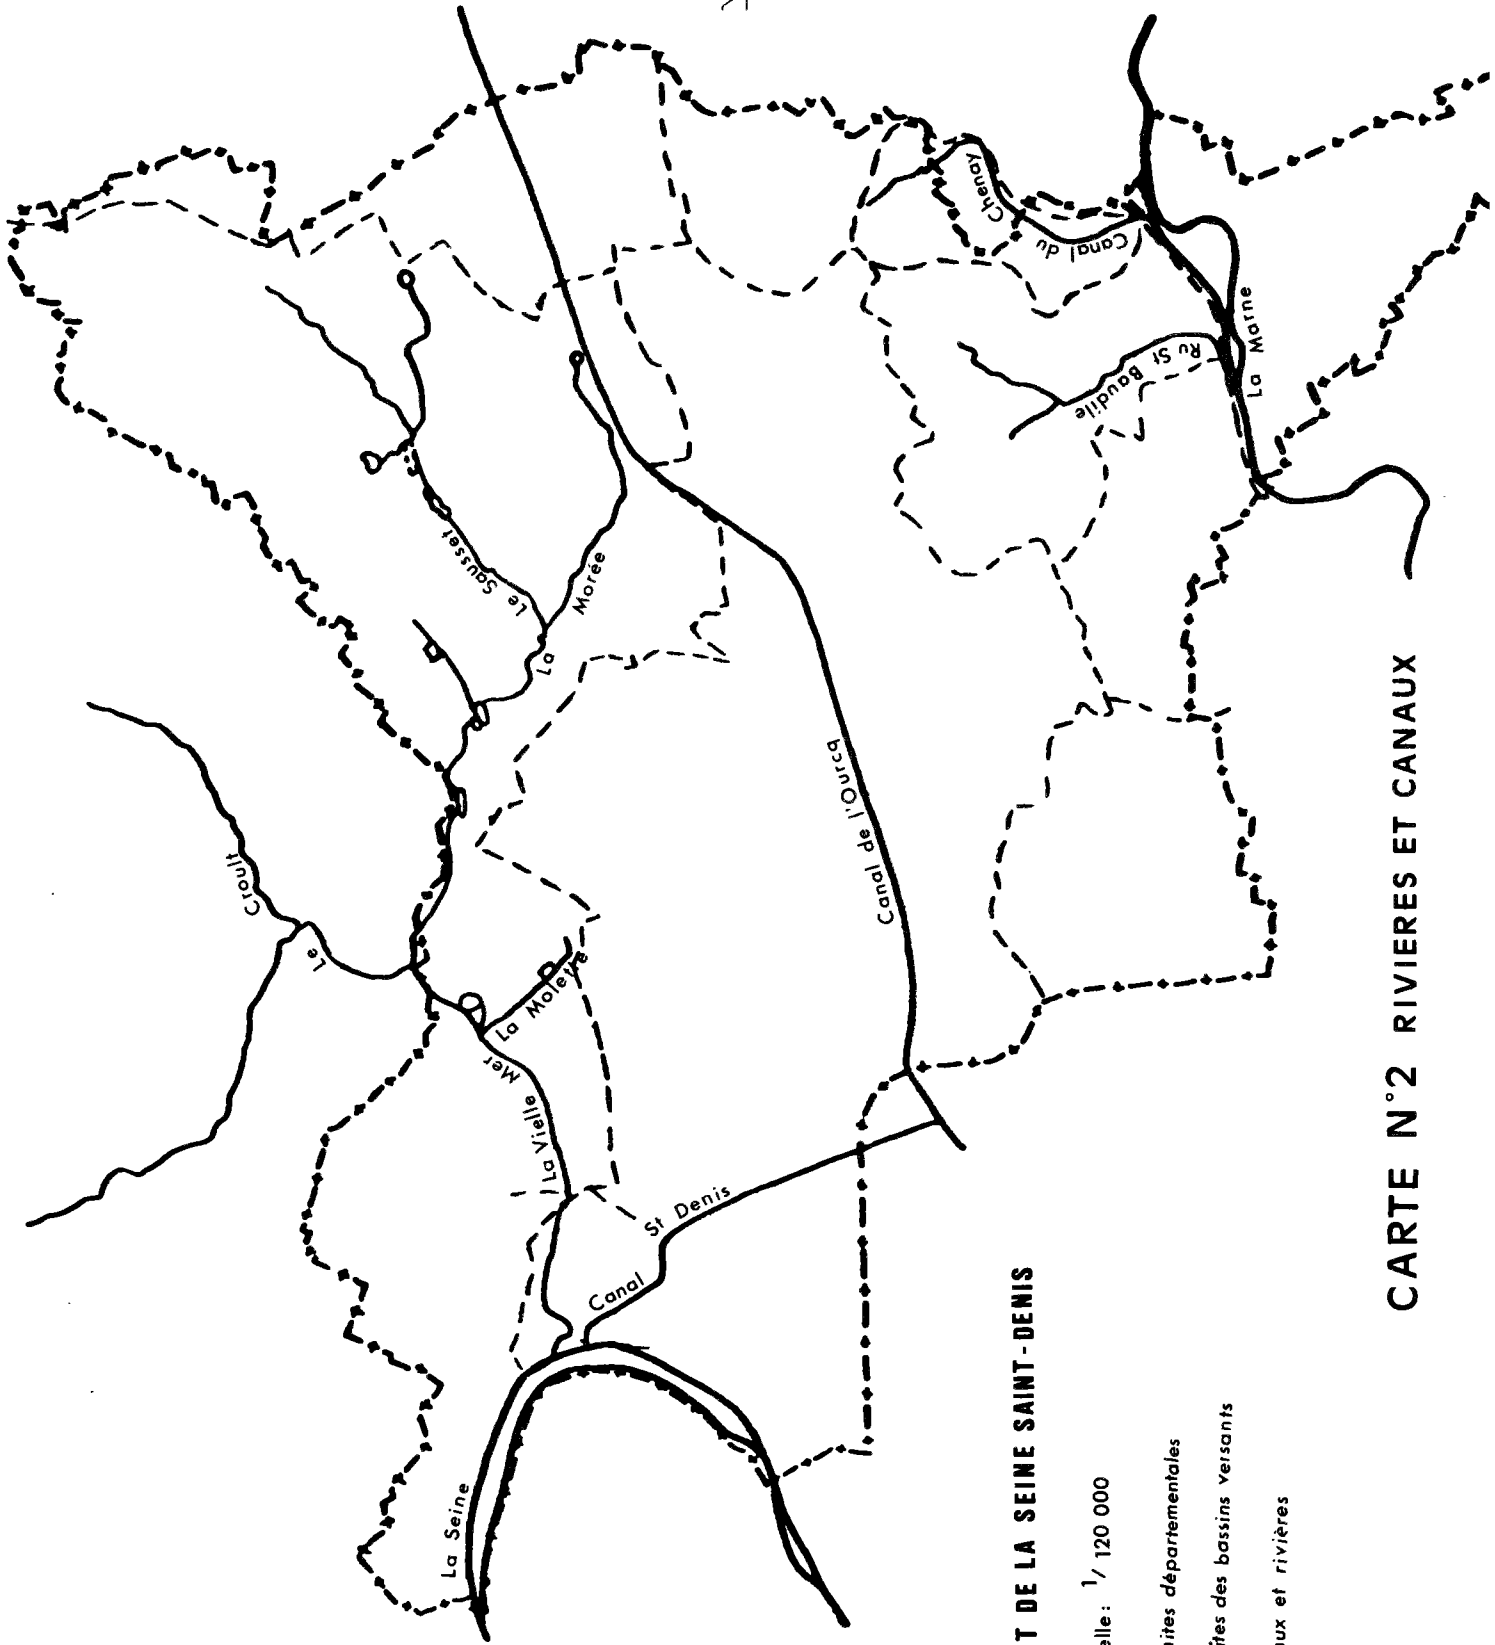 La Seine
Canal St Denis
La Vielle Mer
La Molette
Le Croult
La Morée
Le Sausset
Canal de l'Ourcq
Canal du Chenay
Ru St Baudile
La Marne
T DE LA SEINE SAINT-DENIS
elle: 1/ 120 000
ites départementales
ites des bassins versants
ux et rivières
CARTE N°2 RIVIERES ET CANAUX